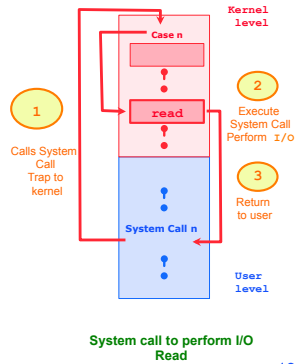 Kernel
level
Case n
1
2
read
Execute
System Call
Perform I/O
Calls System
Call
Trap to
kernel
3
Return
to user
System Call n
User
level
System call to perform I/O
Read